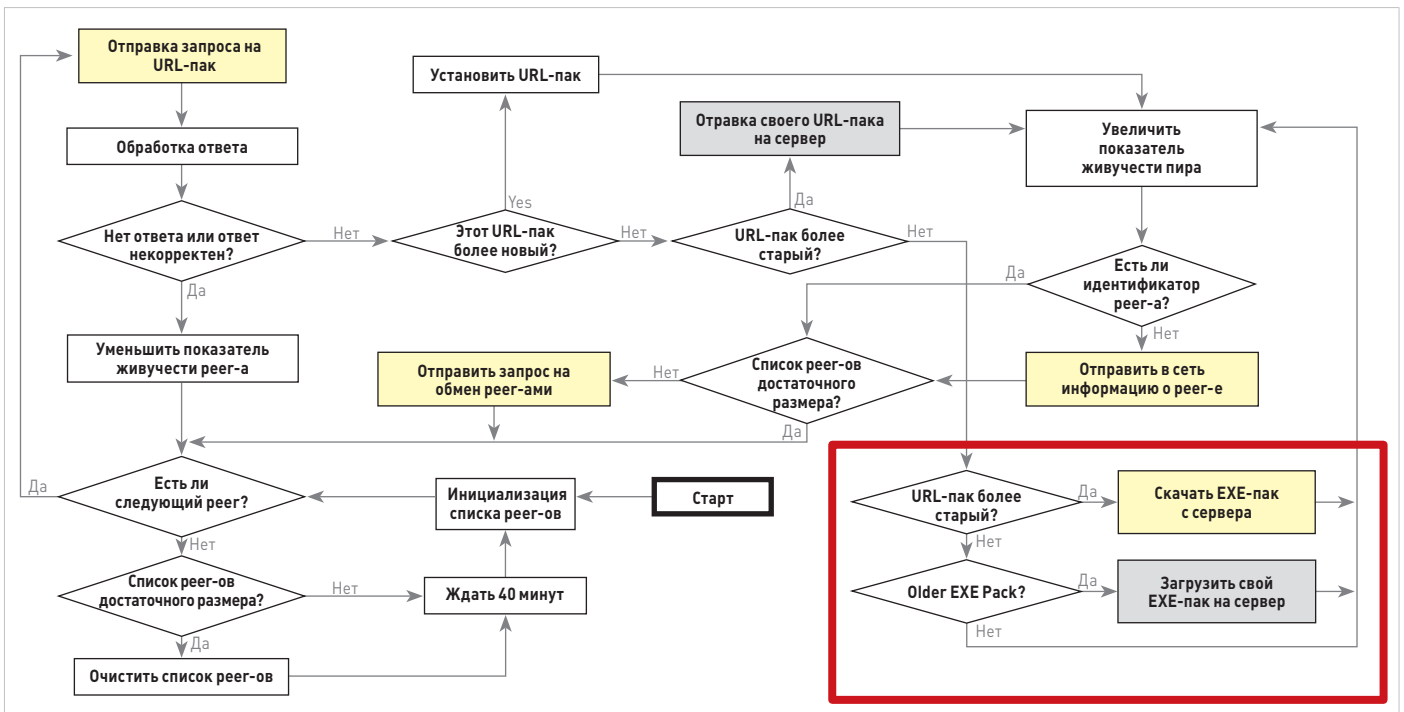 Отправка запроса на
URL-пак
Установить URL-пак
Отравка своего URL-пака
на сервер
Увеличить
показатель
живучести пира
Обработка ответа
Yes
Да
Нет ответа или ответ
некорректен?
Нет
Этот URL-пак
более новый?
Нет
URL-пак более
старый?
Нет
Да
Есть ли
идентификатор
peer-а?
Да
Нет
Уменьшить показатель
живучести peer-а
Отправить запрос на
обмен peer-ами
Нет
Список peer-ов
достаточного
размера?
Отправить в сеть
информацию о peer-е
Да
Да
Есть ли
следующий peer?
Инициализация
списка peer-ов
Старт
URL-пак более
старый?
Да
Скачать EXE-пак
с сервера
Нет
Нет
Список peer-ов
достаточного размера?
Нет
Ждать 40 минут
Older EXE Pack?
Да
Загрузить свой
EXE-пак на сервер
Нет
Да
Очистить список peer-ов